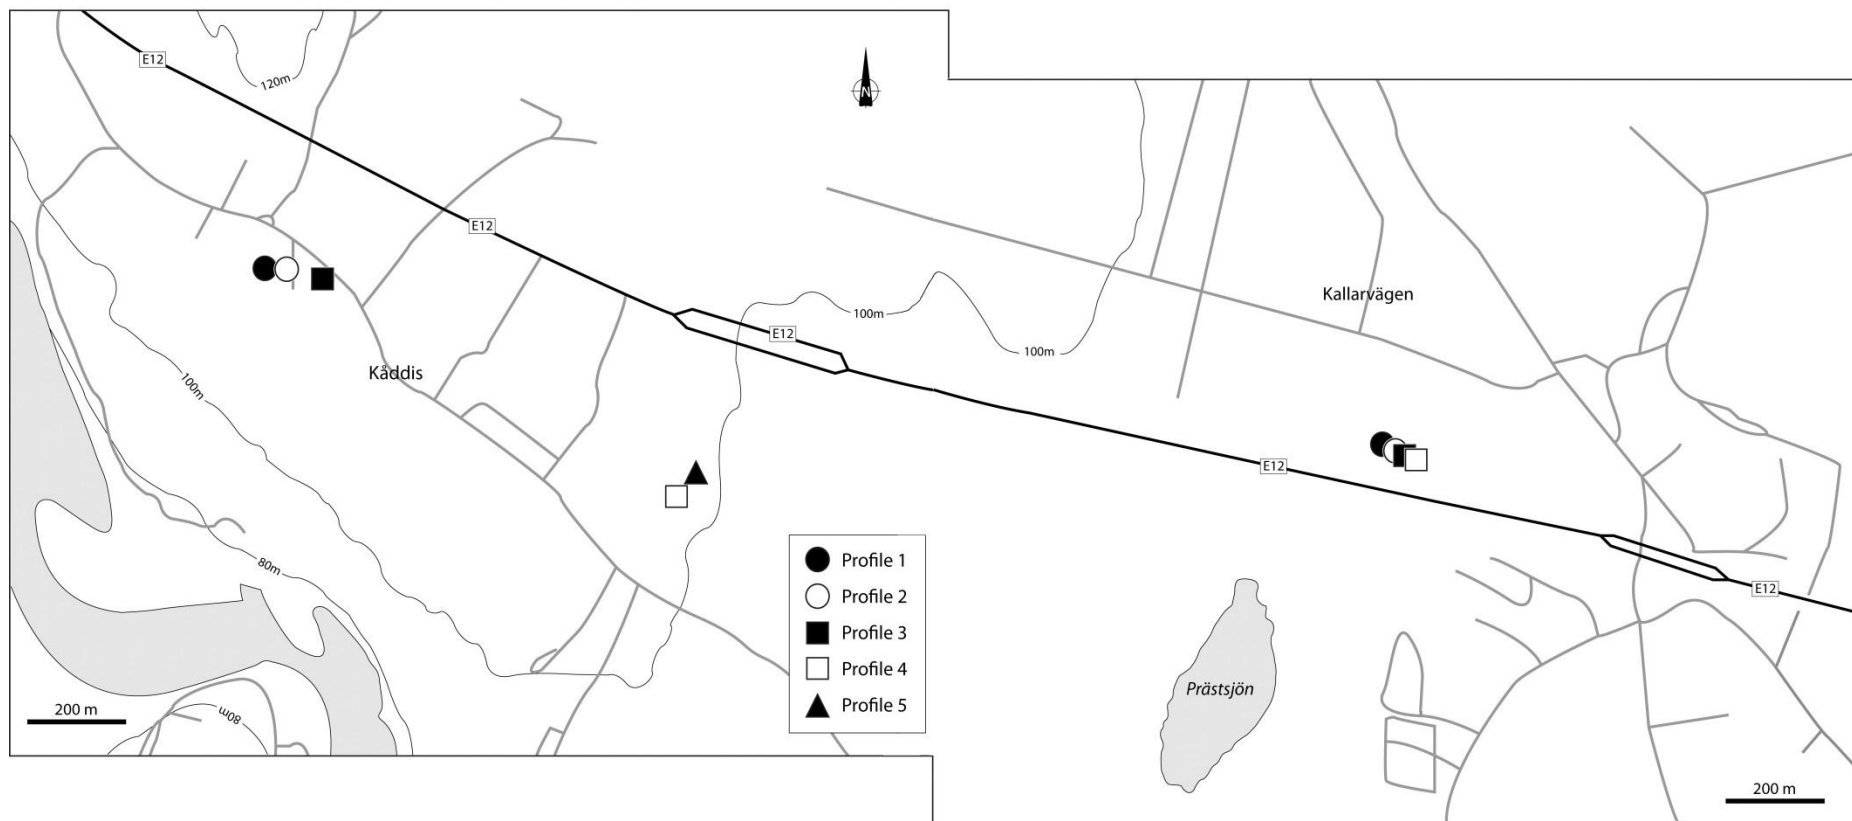 E12
120m
N
E12
Kallarvägen
100m
E12
100m
Kåddis
100m
E12
80m
Profile 1
Profile 2
Profile 3
Profile 4
Profile 5
E12
Prästsjön
200 m
80m
200 m